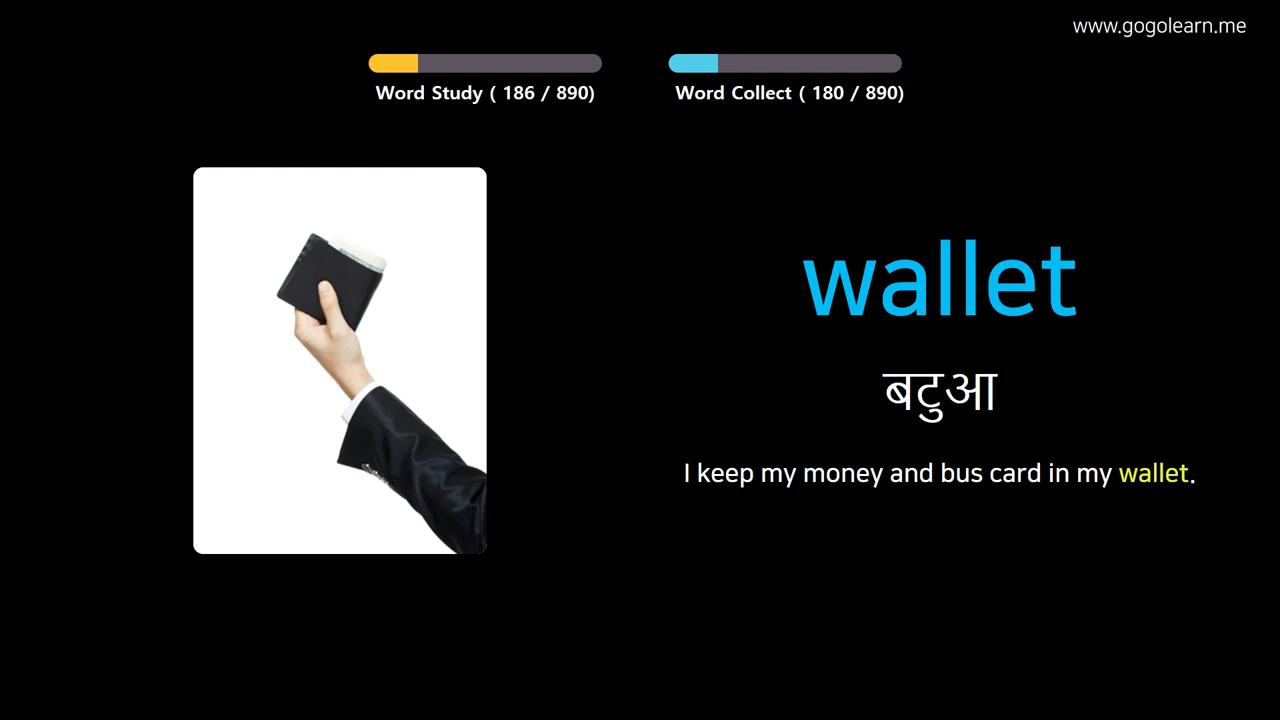 www.gogolearn.me
Word Study ( 186 / 890)
Word Collect ( 180 / 890)
wallet
बटुआ
I keep my money and bus card in my wallet.